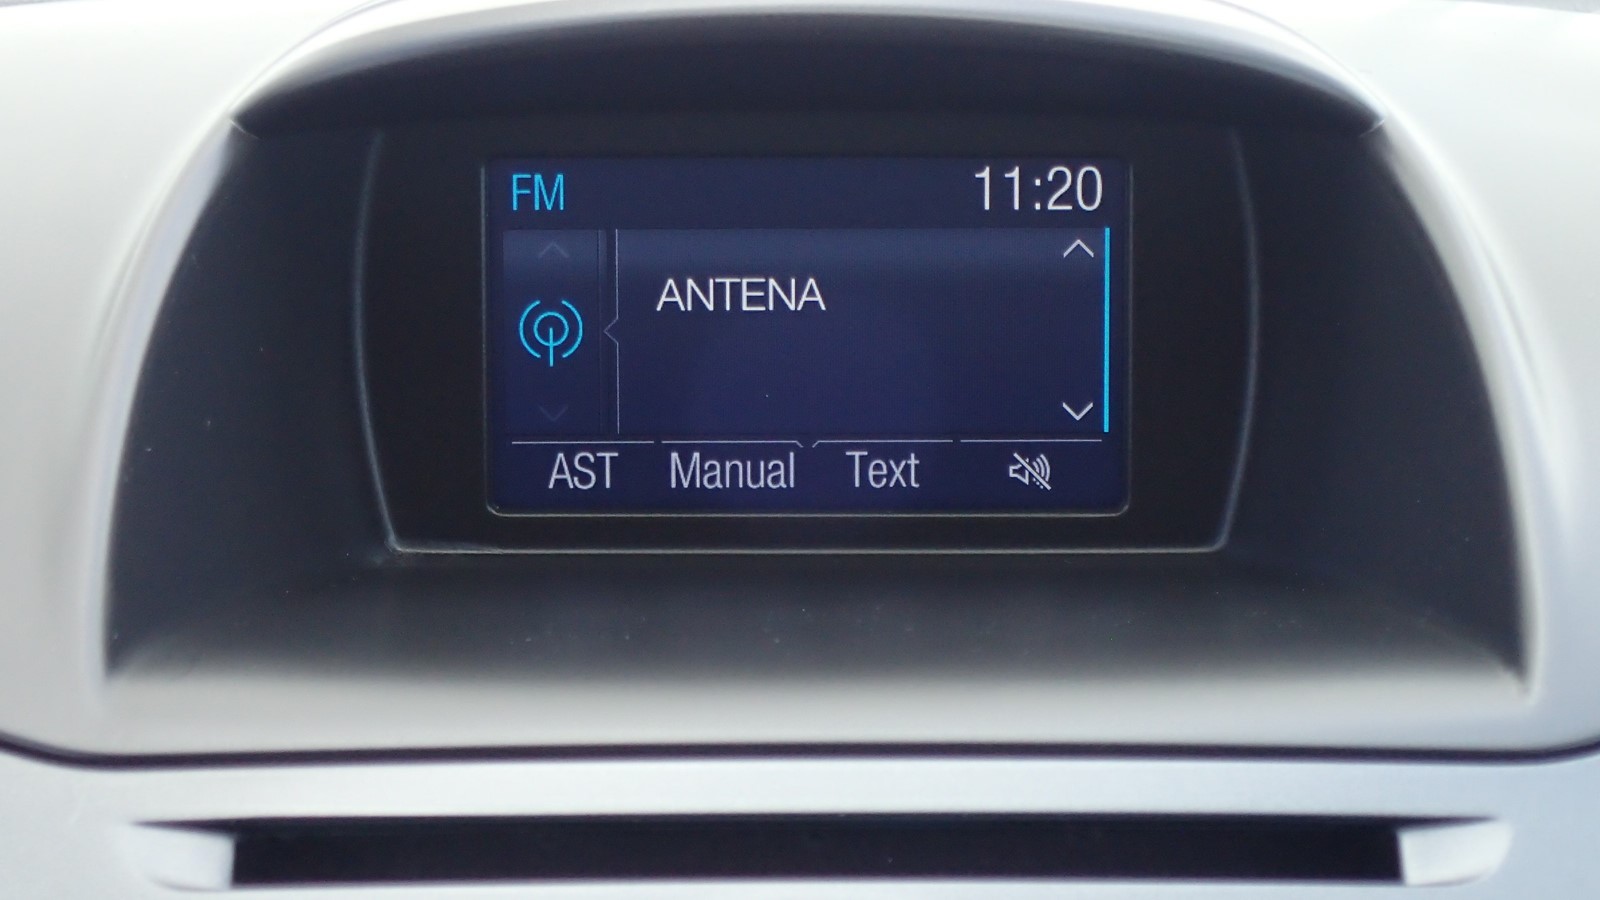 FM 11:20
ANTENA
AST Manual Text